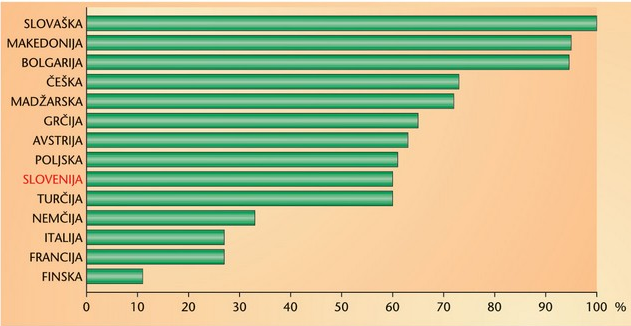 SLOVAŠKA
MAKEDONIJA
BOLGARIJA
ČEŠKA
MADŽARSKA
GRČIJA
AVSTRIJA
POLJSKA
SLOVENIJA
TURČIJA
NEMČIJA
ITALIJA
FRANCIJA
FINSKA
0 10 20 30 40 50 60 70 80 90 100 %